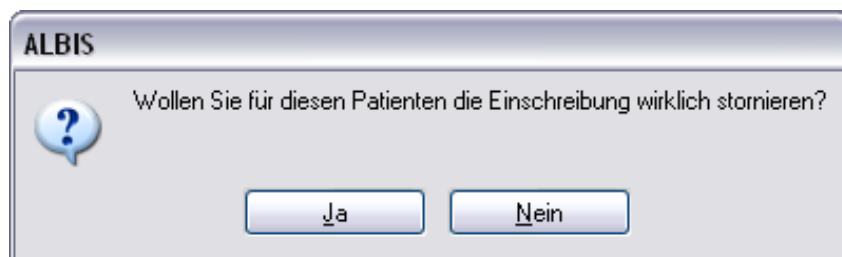 ALBIS
Wollen Sie für diesen Patienten die Einschreibung wirklich stornieren?
Ja
Nein